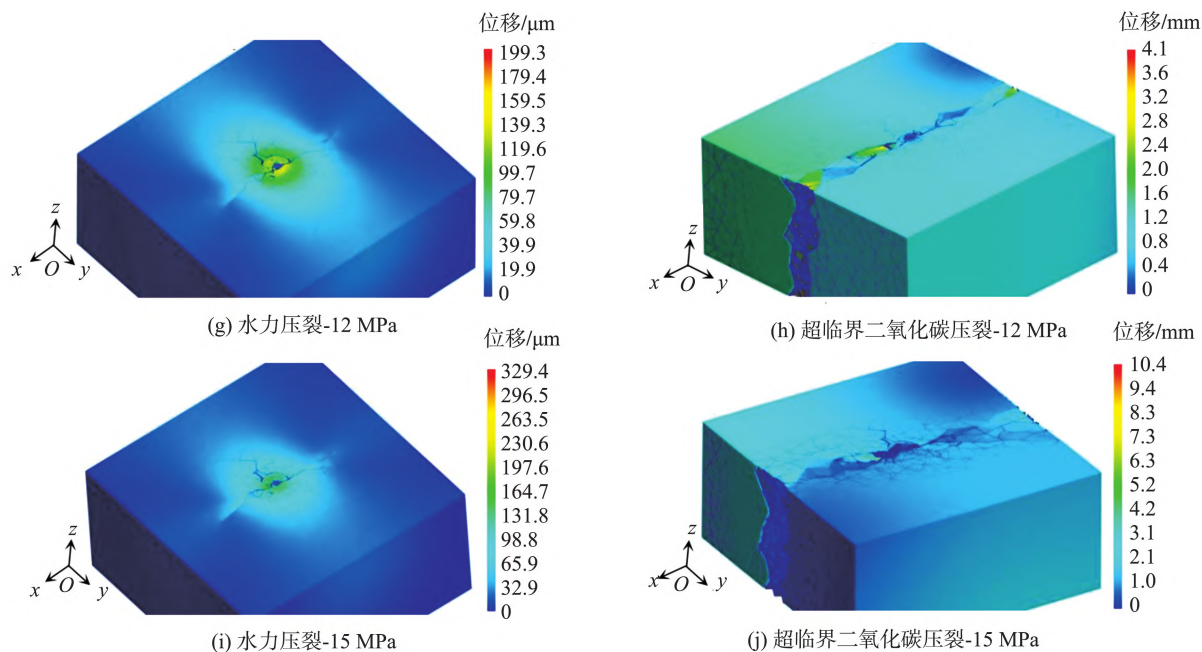 位移/μm
199.3
179.4
159.5
139.5
119.6
99.7
79.7
59.8
39.9
19.9
0
z
x
O
y
(g) 水力压裂-12 MPa
位移/mm
4.1
3.6
3.2
2.8
2.4
2.0
1.6
1.2
0.8
0.4
0
z
x
O
y
(h) 超临界二氧化碳压裂-12 MPa
位移/μm
329.4
296.5
263.5
230.6
197.6
164.7
131.8
98.8
65.9
32.9
0
z
x
O
y
(i) 水力压裂-15 MPa
位移/mm
10.4
9.4
8.3
7.3
6.2
5.2
4.2
3.1
2.1
1.0
0
z
x
O
y
(j) 超临界二氧化碳压裂-15 MPa